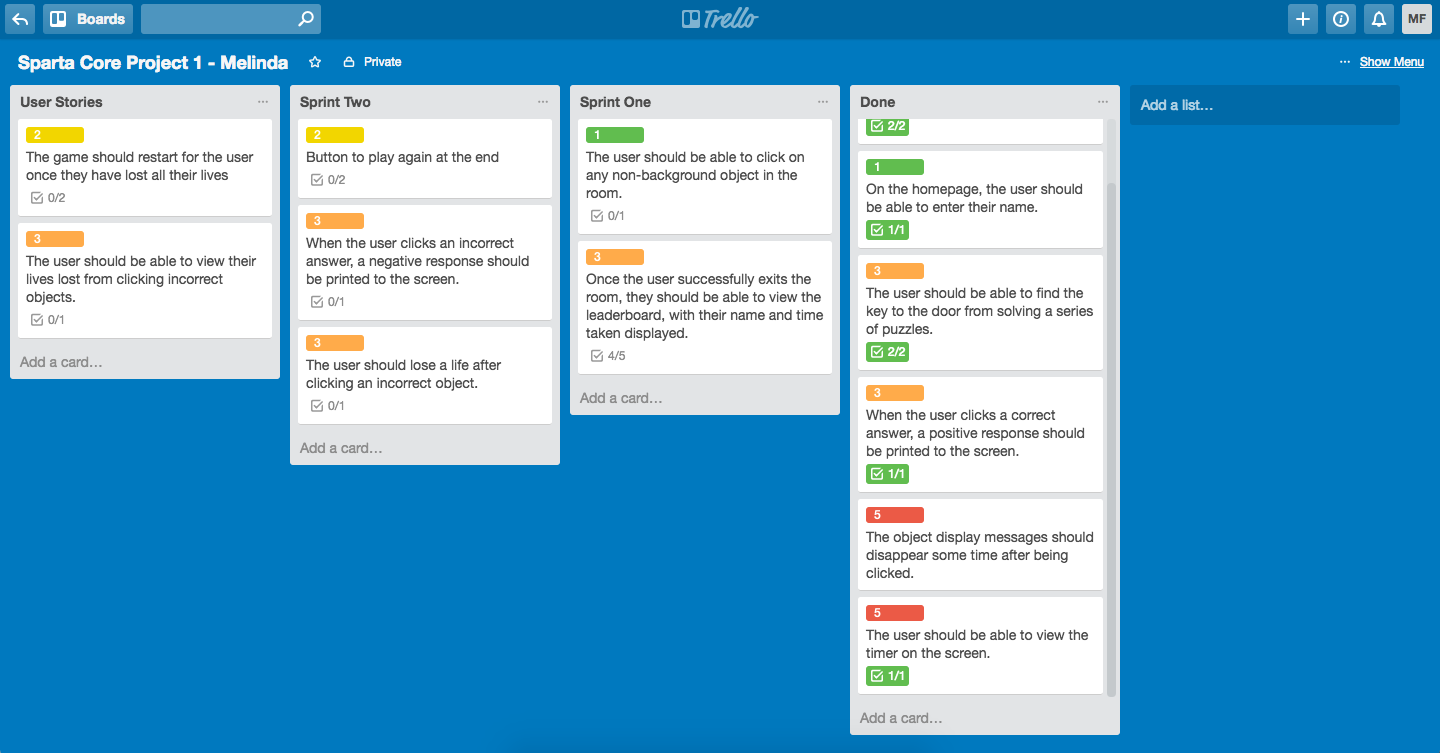 Boards
Trello
MF
Sparta Core Project 1 - Melinda
Private
... Show Menu
User Stories ...
2
The game should restart for the user
once they have lost all their lives
0/2
3
The user should be able to view their
lives lost from clicking incorrect
objects.
0/1
Add a card...
Sprint Two ...
2
Button to play again at the end
0/2
3
When the user clicks an incorrect
answer, a negative response should
be printed to the screen.
0/1
3
The user should lose a life after
clicking an incorrect object.
0/1
Add a card...
Sprint One ...
1
The user should be able to click on
any non-background object in the
room.
0/1
3
Once the user successfully exits the
room, they should be able to view the
leaderboard, with their name and time
taken displayed.
4/5
Add a card...
Done ...
2/2
1
On the homepage, the user should
be able to enter their name.
1/1
3
The user should be able to find the
key to the door from solving a series
of puzzles.
2/2
3
When the user clicks a correct
answer, a positive response should
be printed to the screen.
1/1
5
The object display messages should
disappear some time after being
clicked.
5
The user should be able to view the
timer on the screen.
1/1
Add a card...
Add a list...